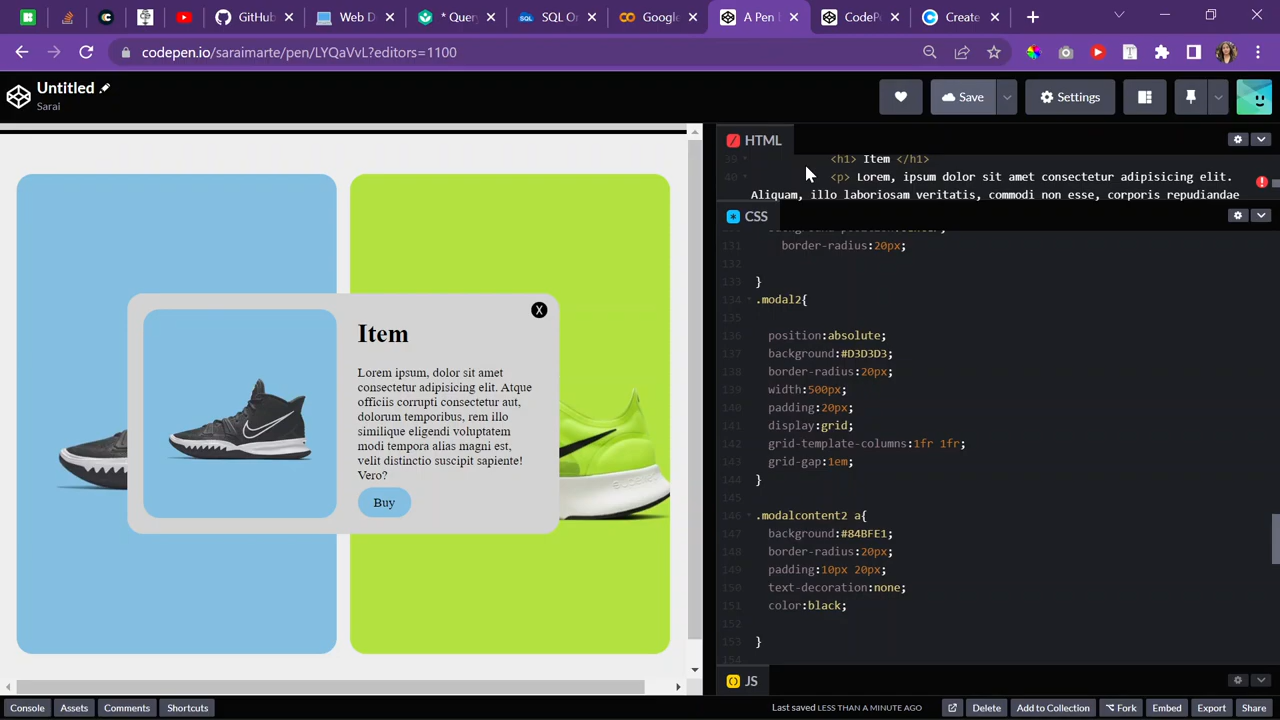 GitHub
Web D
* Query
SQL
SQL Or
Google
A Pen
CodePe
Create
codepen.io/saraimarte/pen/LYQaVvL?editors=1100
Untitled
Sarai
Save
Settings
Item
Lorem ipsum, dolor sit amet
consectetur adipisicing elit. Atque
officiis corrupti consectetur aut,
dolorum temporibus, rem illo
similique eligendi voluptatem
modi tempora alias magni est,
velit distinctio suscipit sapiente!
Vero?
Buy
X
HTML
39 <h1> Item </h1>
40 <p> Lorem, ipsum dolor sit amet consectetur adipisicing elit.
Aliquam, illo laboriosam veritatis, commodi non esse, corporis repudiandae
CSS
131 border-radius:20px;
132
133 }
134 .modal2{
135
136 position:absolute;
137 background:#D3D3D3;
138 border-radius:20px;
139 width:500px;
140 padding:20px;
141 display:grid;
142 grid-template-columns:1fr 1fr;
143 grid-gap:1em;
144 }
145
146 .modalcontent2 a{
147 background:#84BFE1;
148 border-radius:20px;
149 padding:10px 20px;
150 text-decoration:none;
151 color:black;
152
153 }
154
JS
Console
Assets
Comments
Shortcuts
Last saved LESS THAN A MINUTE AGO
Delete
Add to Collection
Fork
Embed
Export
Share